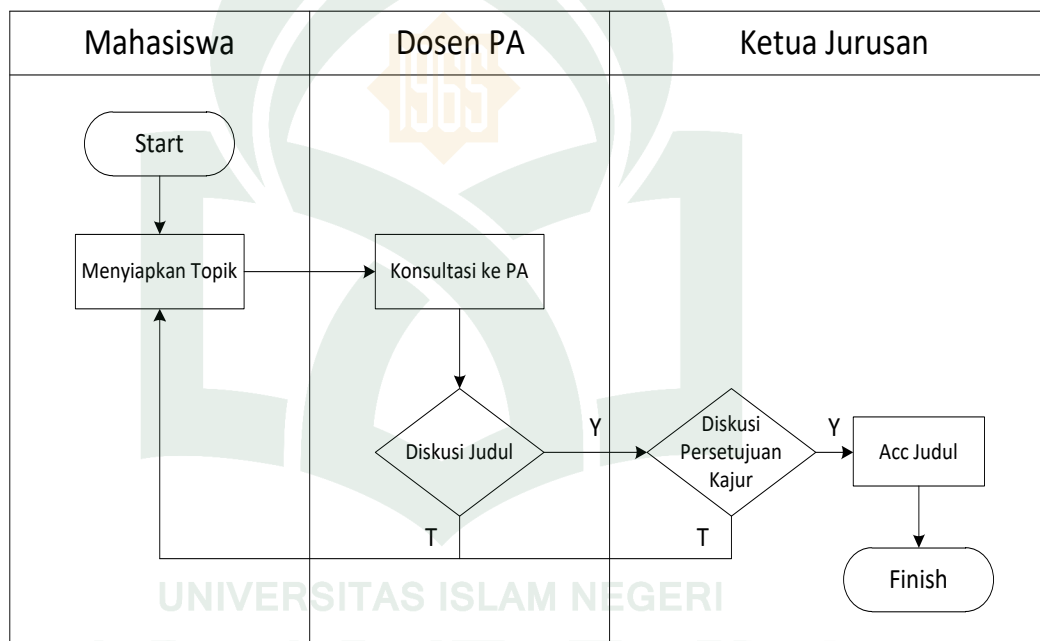 Mahasiswa
Dosen PA
Ketua Jurusan
1965
Start
Menyiapkan Topik
Konsultasi ke PA
Diskusi Judul
Y
Diskusi
Persetujuan
Kajur
Y
Acc Judul
T
T
Finish
UNIVERSITAS ISLAM NEGERI